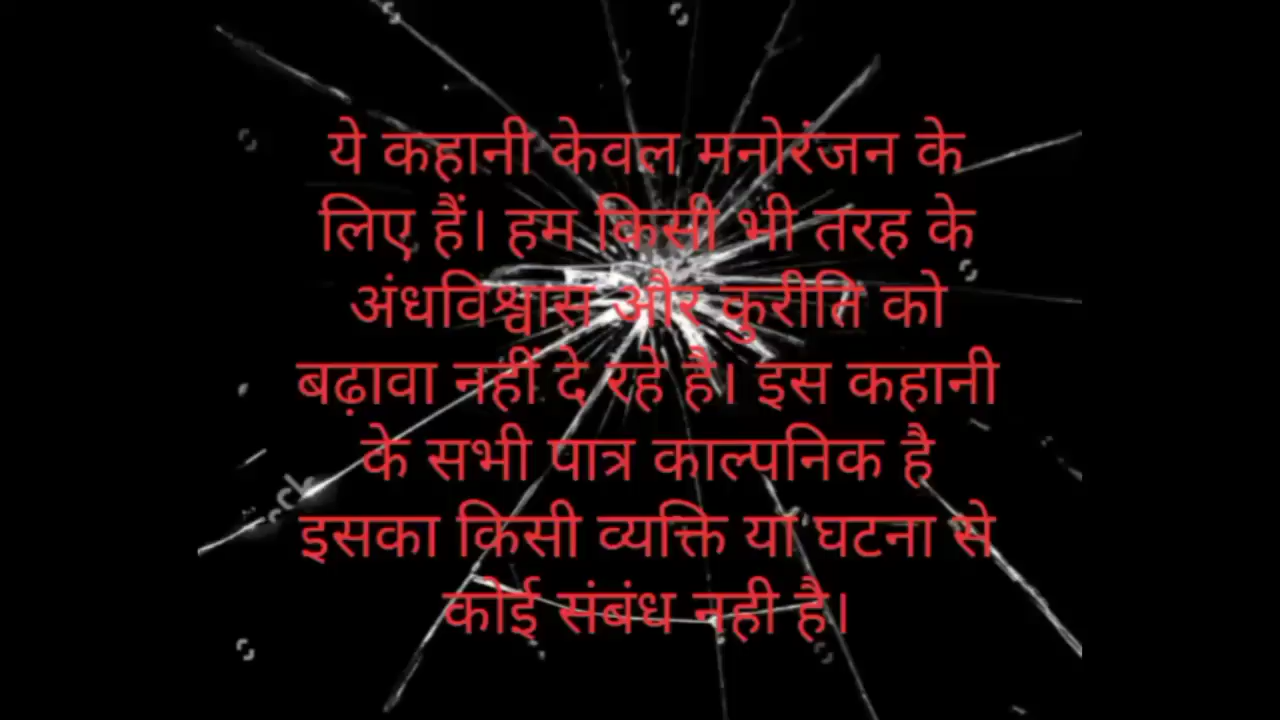 ये कहानी केवल मनोरंजन के
लिए हैं। हम किसी भी तरह के
अंधविश्वास और कुरीति को
बढ़ावा नहीं दे रहे है। इस कहानी
के सभी पात्र काल्पनिक है
इसका किसी व्यक्ति या घटना से
कोई संबंध नही है।